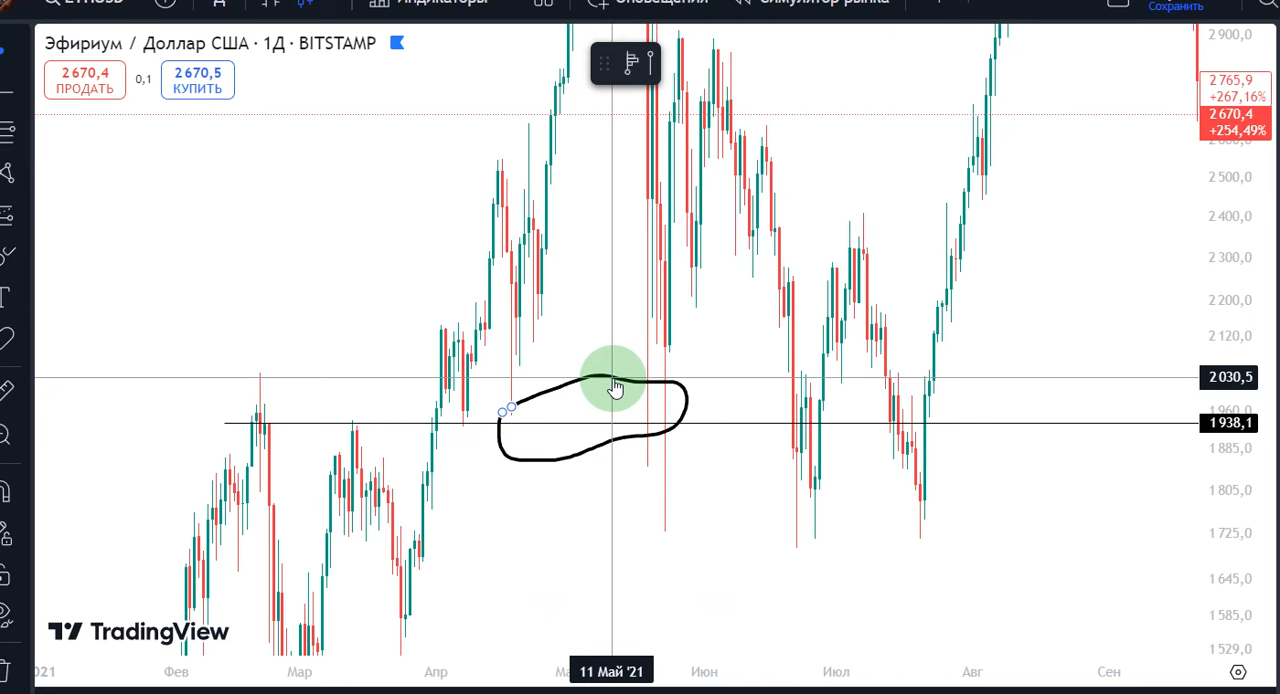 ETHUSD
Индикаторы
Оповещения
Симулятор рынка
Сохранить
Эфириум / Доллар США · 1Д · BITSTAMP
2 670,4
ПРОДАТЬ
0,1
2 670,5
КУПИТЬ
2 900,0
2 765,9
+267,16%
2 670,4
+254,49%
2 500,0
2 400,0
2 300,0
2 200,0
2 120,0
2 030,5
1 960,0
1 938,1
1 885,0
1 805,0
1 725,0
1 645,0
1 585,0
1 529,0
TradingView
Фев
Мар
Апр
11 Май '21
Июн
Июл
Авг
Сен